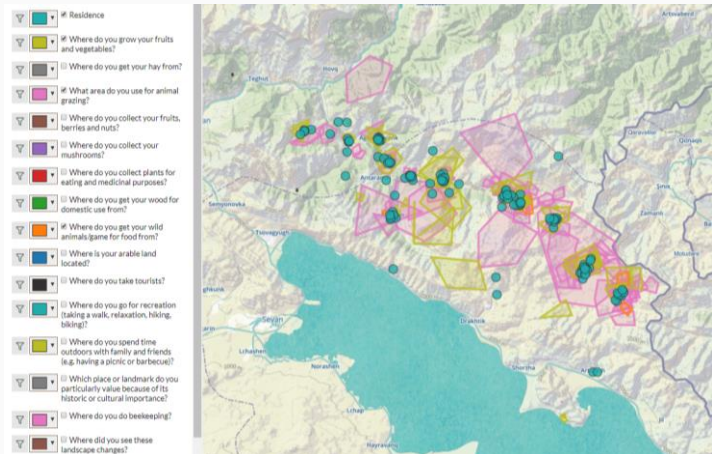 Residence
Where do you grow your fruits
and vegetables?
Where do you get your hay from?
What area do you use for animal
grazing?
Where do you collect your fruits,
berries and nuts?
Where do you collect your
mushrooms?
Where do you collect plants for
eating and medicinal purposes?
Where do you get your wood for
domestic use from?
Where do you get your wild
animals/game for food from?
Where is your arable land
located?
Where do you take tourists?
Where do you go for recreation
(taking a walk, relaxation, hiking,
biking)?
Where do you spend time
outdoors with family and friends
(e.g. having a picnic or barbecue)?
Which place or landmark do you
particularly value because of its
historic or cultural importance?
Where do you do beekeeping?
Where did you see these
landscape changes?
Hovq
Qaravelor
Semyonovka
Tsovagyugh
Zamanli
Sevan
Drakhtik
Lchashen
Norashen
Shorzha
Lchap
Jil
Hayravank